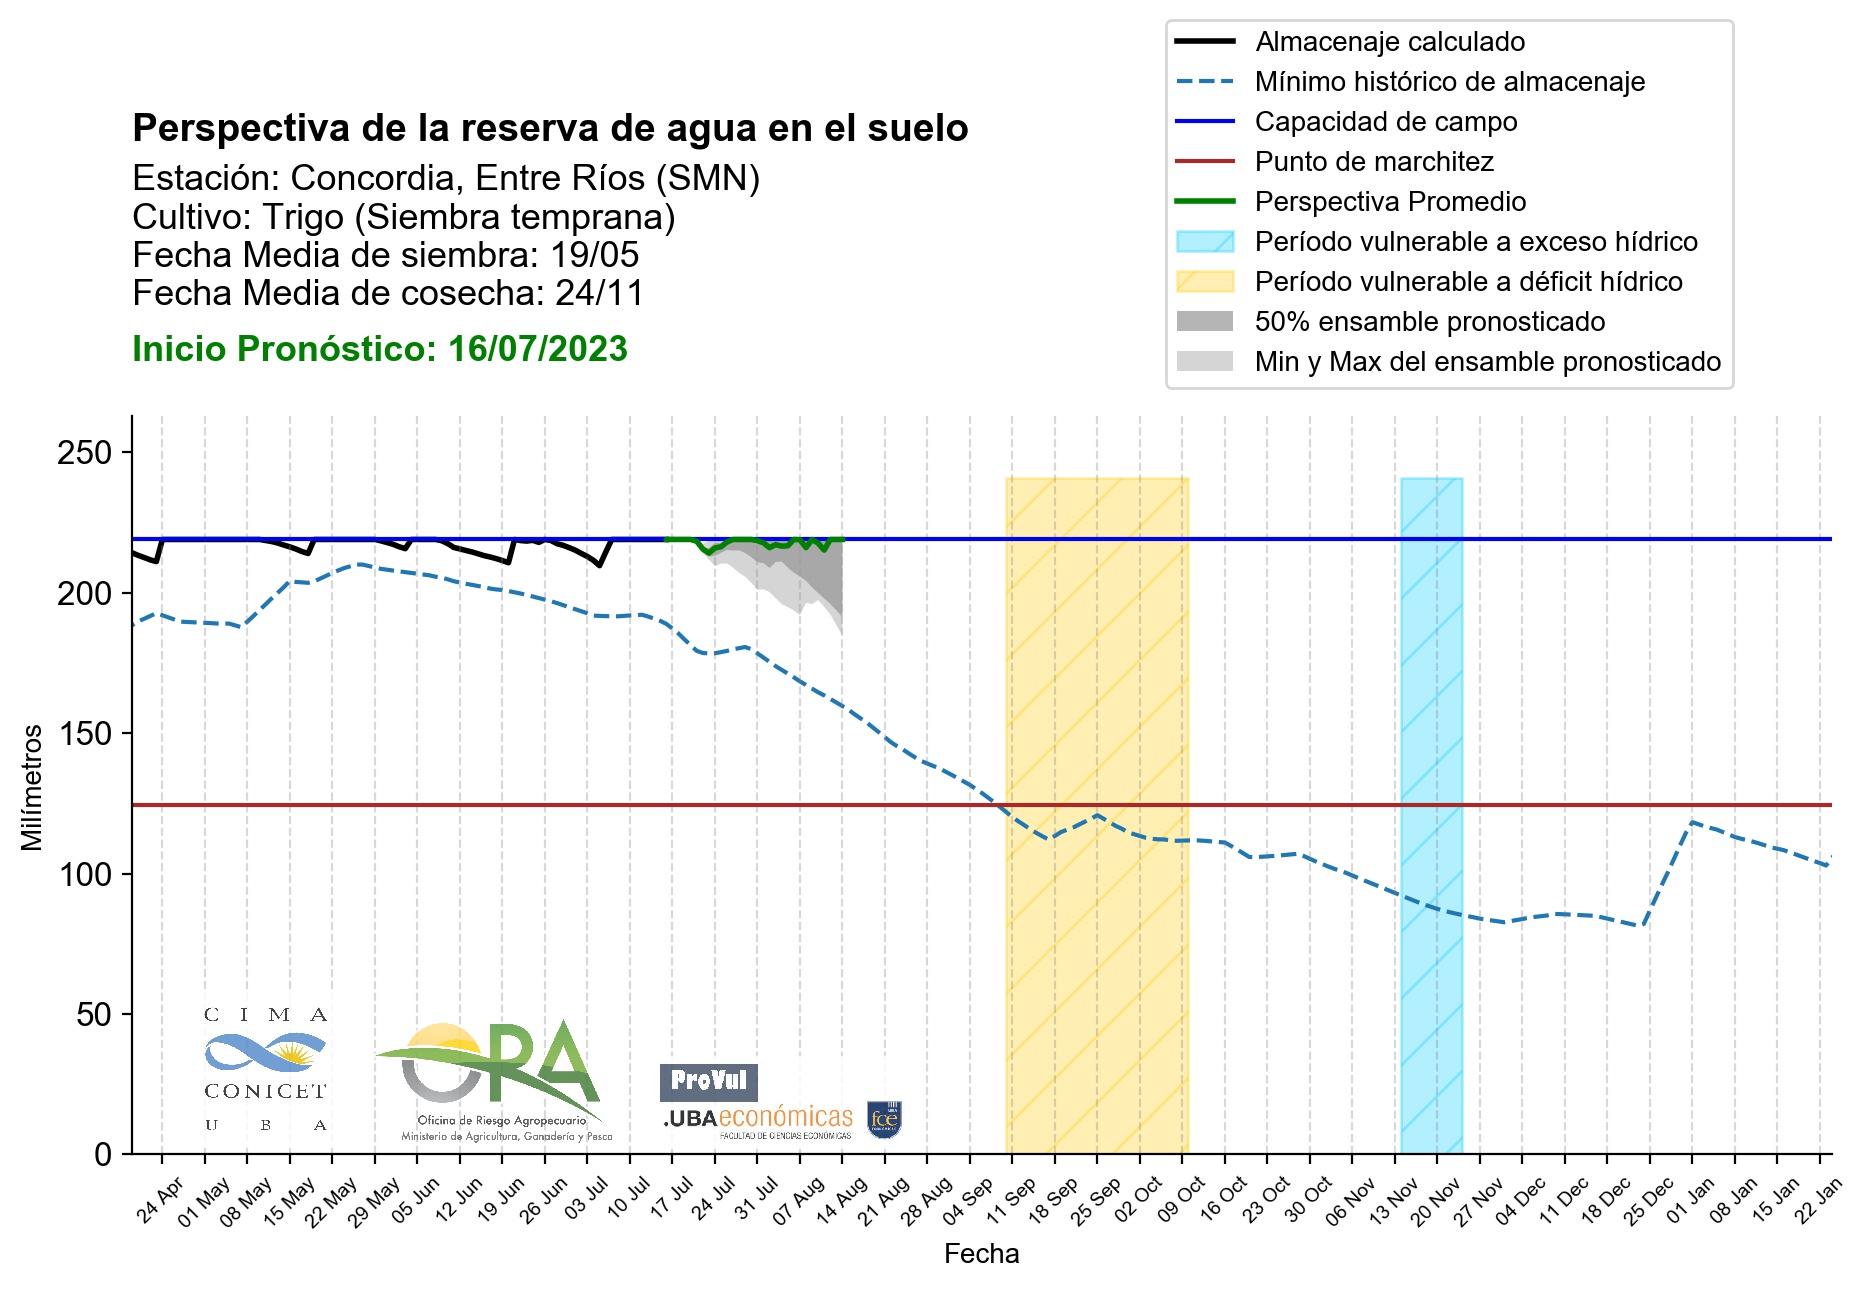 Almacenaje calculado
Mínimo histórico de almacenaje
Capacidad de campo
Punto de marchitez
Perspectiva Promedio
Período vulnerable a exceso hídrico
Período vulnerable a déficit hídrico
50% ensamble pronosticado
Min y Max del ensamble pronosticado
Perspectiva de la reserva de agua en el suelo
Estación: Concordia, Entre Ríos (SMN)
Cultivo: Trigo (Siembra temprana)
Fecha Media de siembra: 19/05
Fecha Media de cosecha: 24/11
Inicio Pronóstico: 16/07/2023
250
200
150
100
50
0
Milímetros
C I M A
CONICET
U B A
OPA
Oficina de Riesgo Agropecuario
Ministerio de Agricultura, Ganadería y Pesca
ProVul
.UBAeconómicas
FACULTAD DE CIENCIAS ECONÓMICAS
fce
24 Apr
01 May
08 May
15 May
22 May
29 May
05 Jun
12 Jun
19 Jun
26 Jun
03 Jul
10 Jul
17 Jul
24 Jul
31 Jul
07 Aug
14 Aug
21 Aug
28 Aug
04 Sep
11 Sep
18 Sep
25 Sep
02 Oct
09 Oct
16 Oct
23 Oct
30 Oct
06 Nov
13 Nov
20 Nov
27 Nov
04 Dec
11 Dec
18 Dec
25 Dec
01 Jan
08 Jan
15 Jan
22 Jan
Fecha